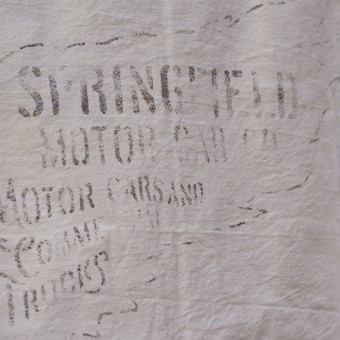 SPRINGFIELD
MOTOR CAR CO
MOTOR CARS AND
TRUCKS